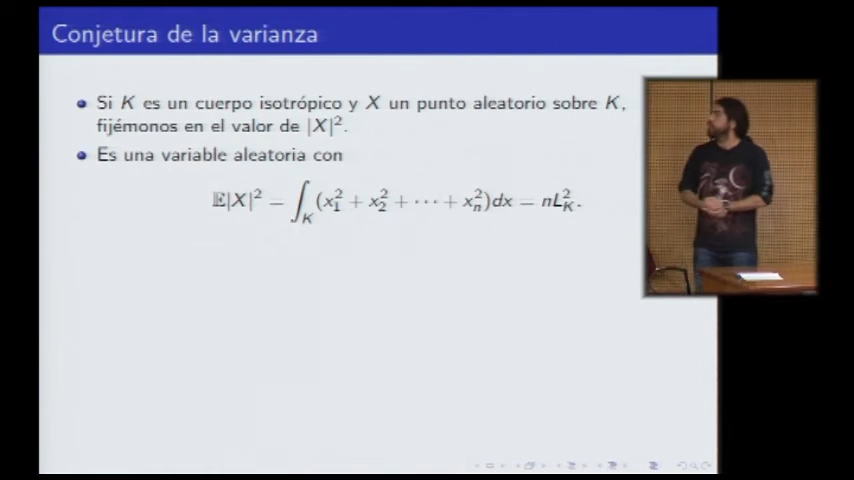 Conjetura de la varianza
Si K es un cuerpo isotrópico y X un punto aleatorio sobre K,
fijémonos en el valor de |X|².
Es una variable aleatoria con
𝔼|X|² = ∫_K (x₁² + x₂² + ⋯ + xₙ²)dx = nL_K².